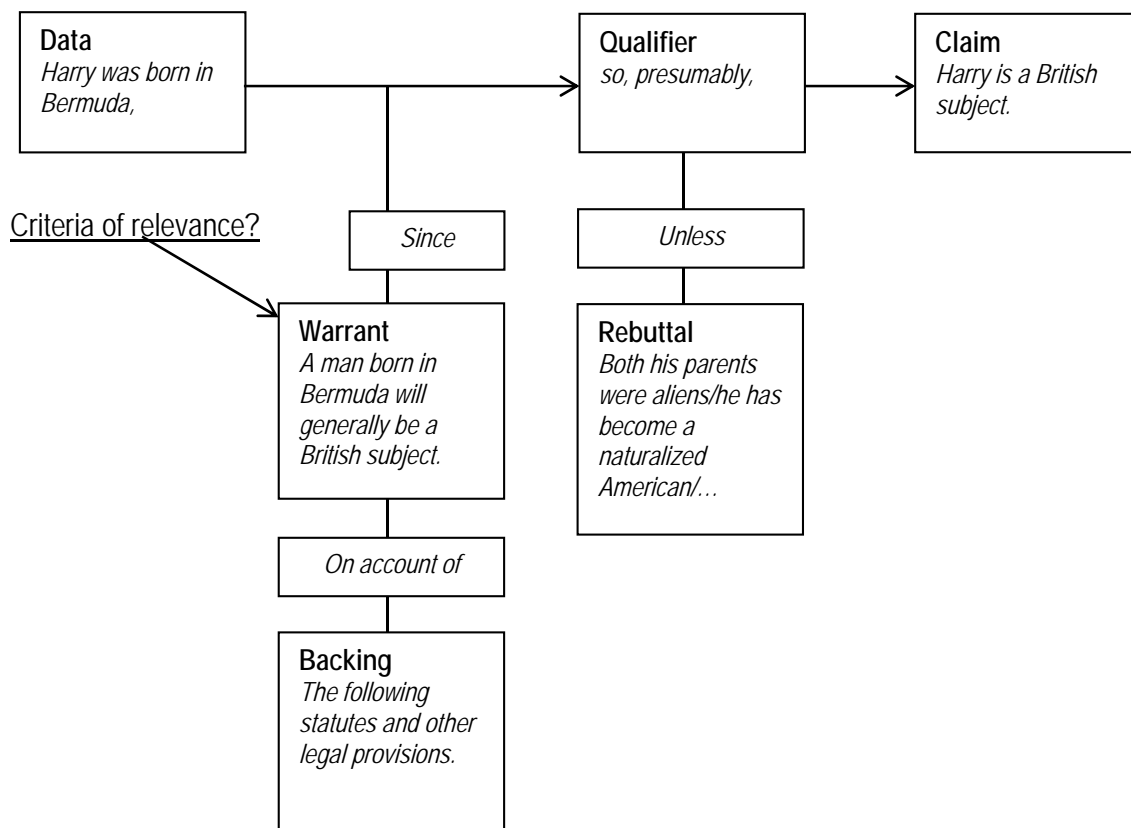 Data
Harry was born in
Bermuda,
Qualifier
so, presumably,
Claim
Harry is a British
subject.
Criteria of relevance?
Since
Unless
Warrant
A man born in
Bermuda will
generally be a
British subject.
Rebuttal
Both his parents
were aliens/he has
become a
naturalized
American/…
On account of
Backing
The following
statutes and other
legal provisions.